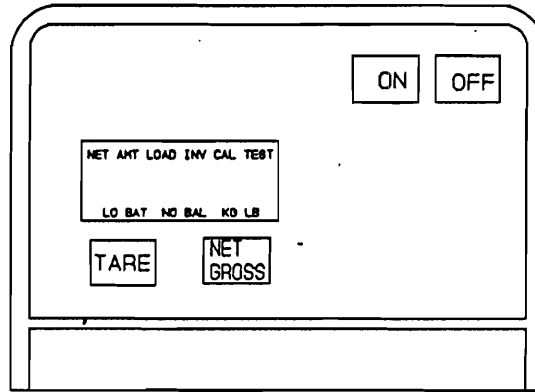 ON OFF
NET AMT LOAD INV CAL TEST
LO BAT NO BAL KG LB
TARE NET
GROSS